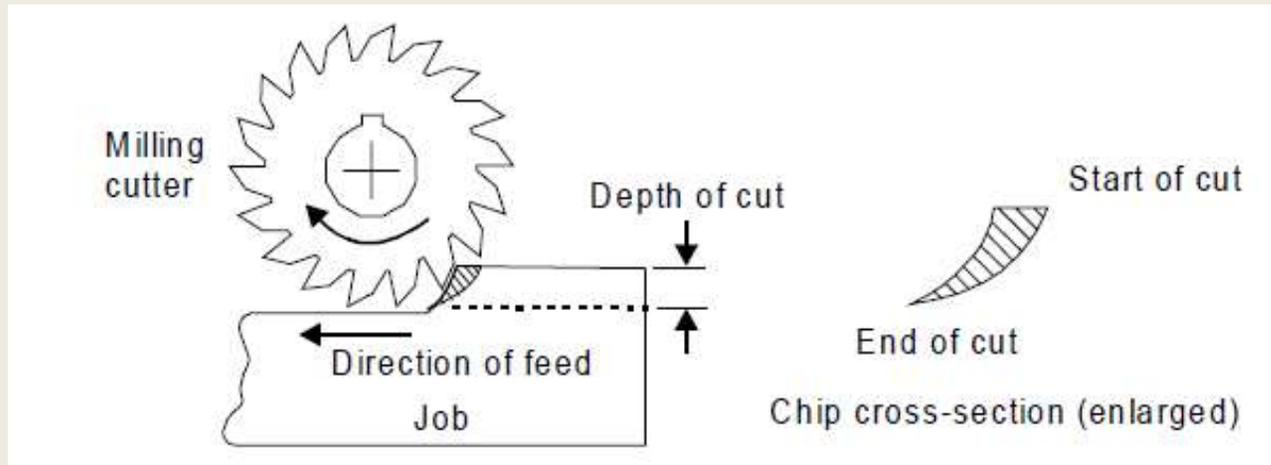 Milling
cutter
Depth of cut
Start of cut
End of cut
Direction of feed
Job
Chip cross-section (enlarged)